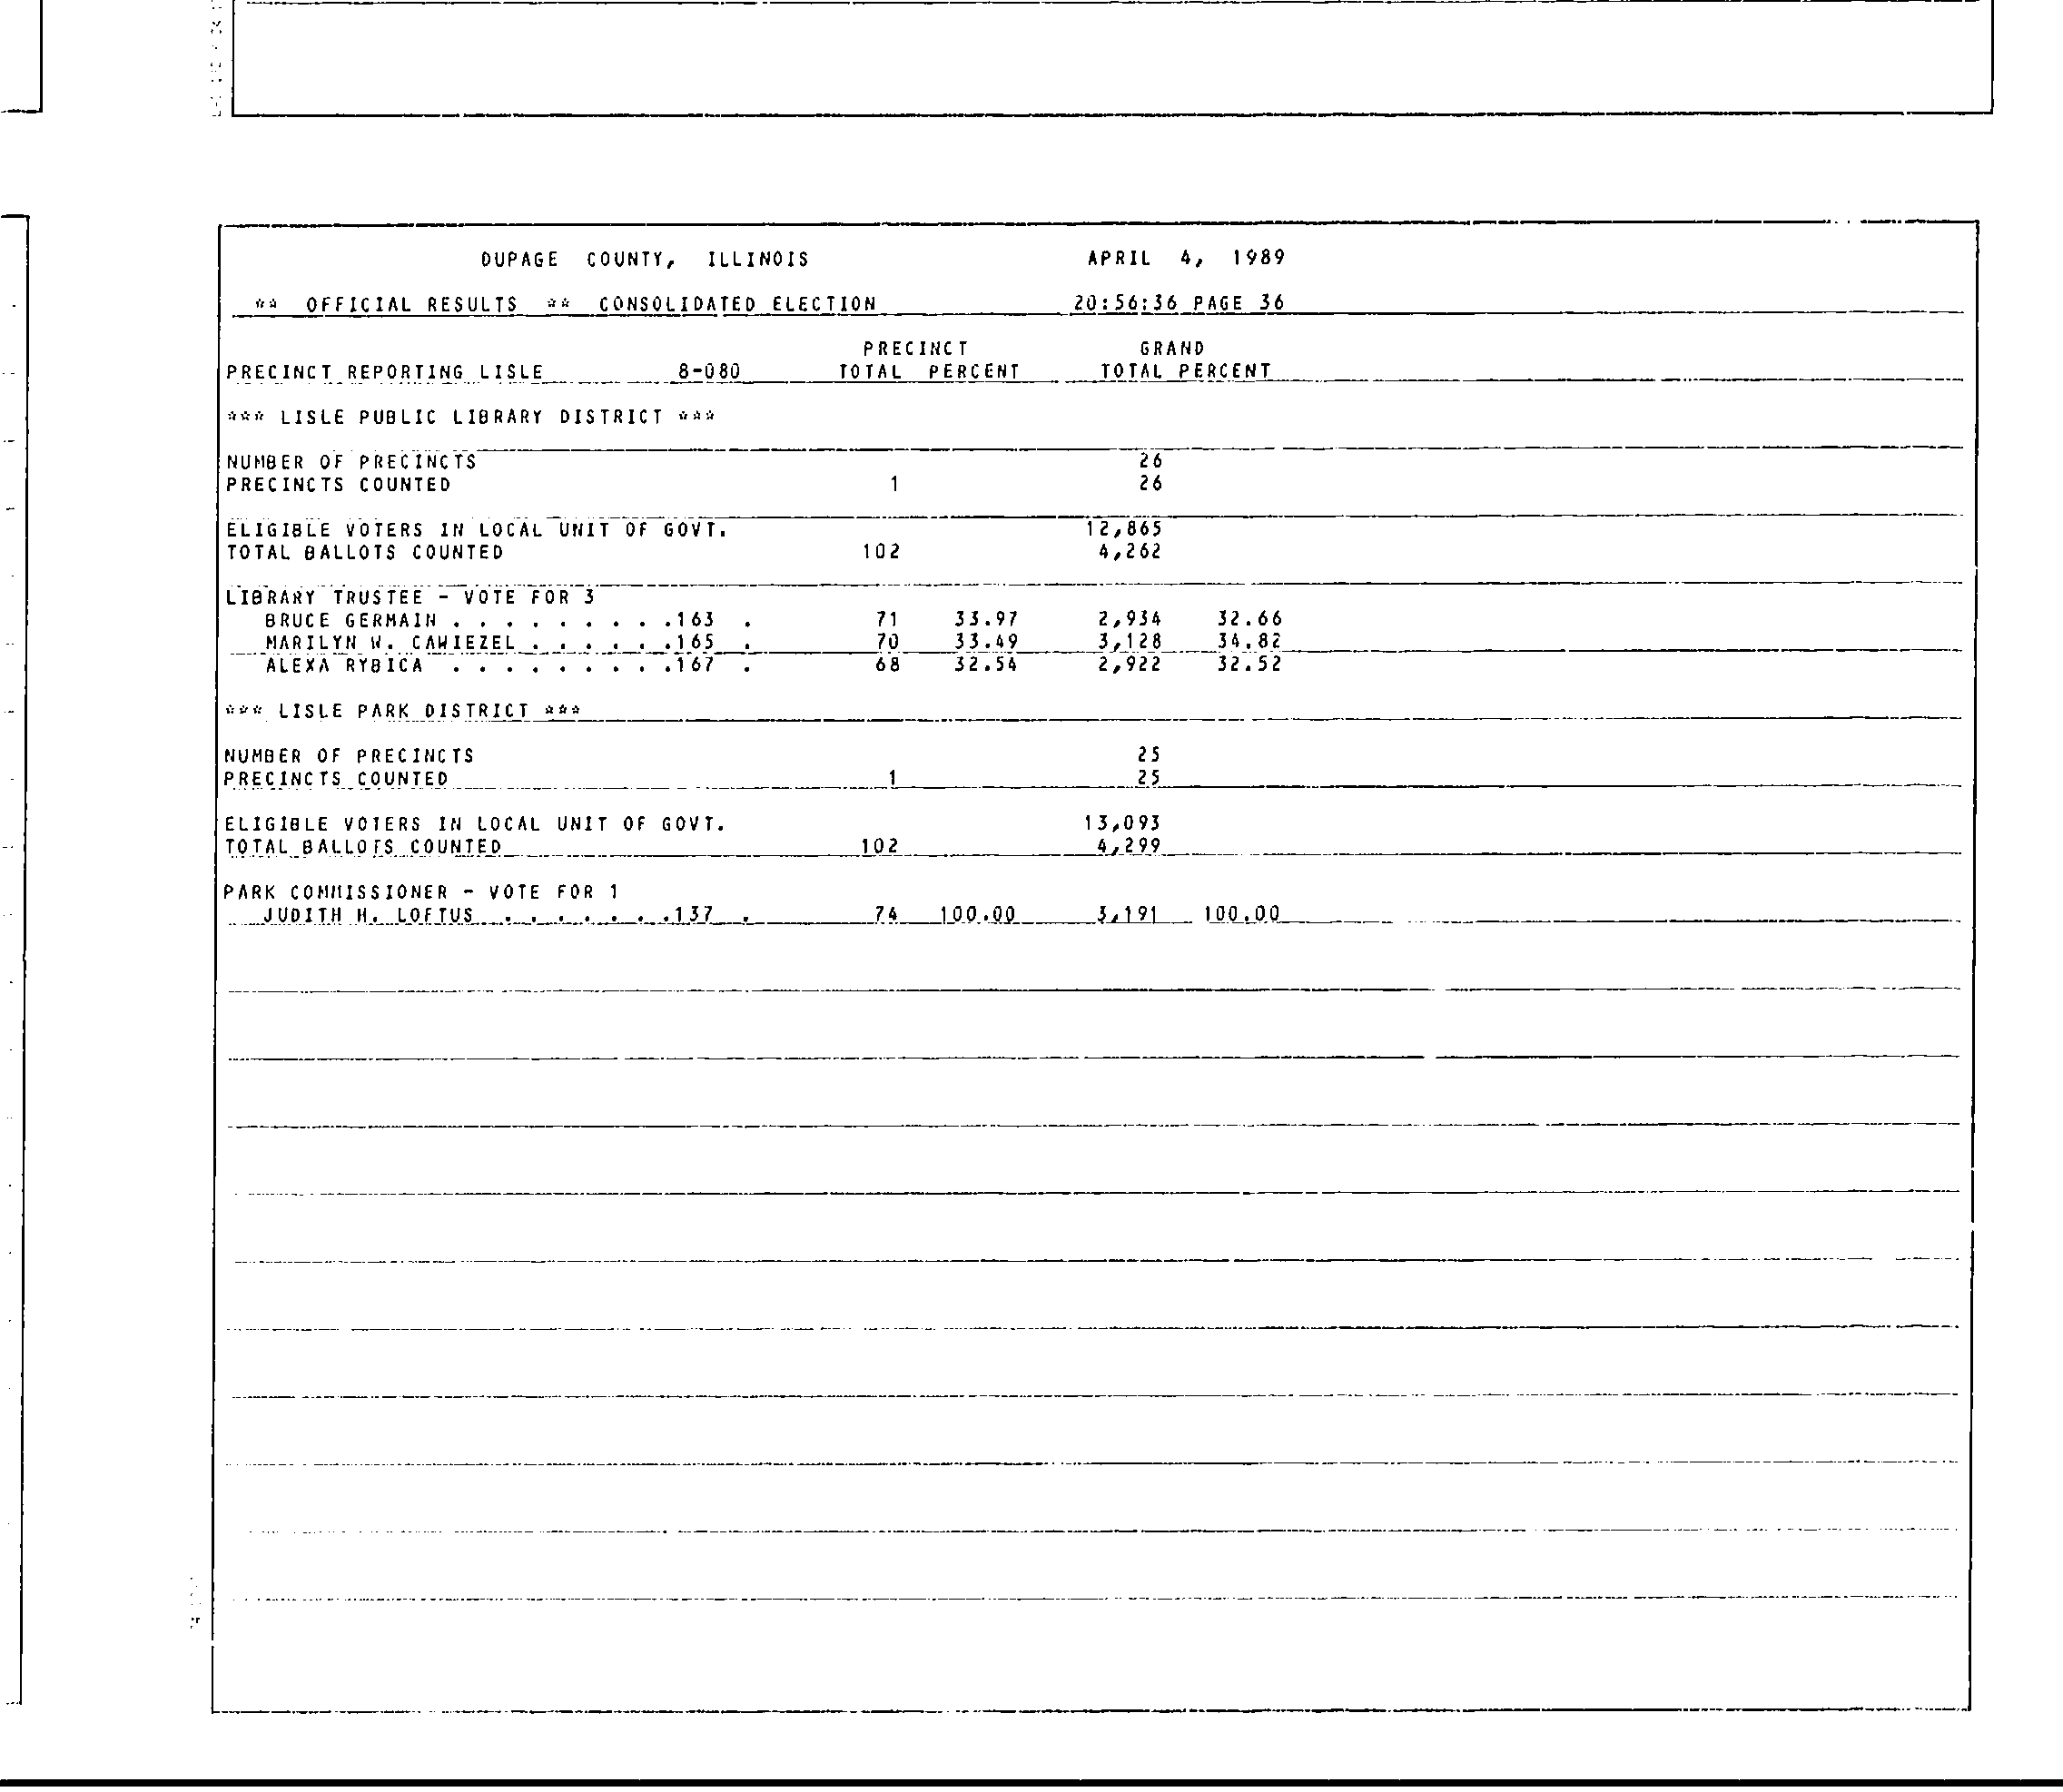 DUPAGE COUNTY, ILLINOIS APRIL 4, 1989
** OFFICIAL RESULTS ** CONSOLIDATED ELECTION 20:56:36 PAGE 36
PRECINCT GRAND
PRECINCT REPORTING LISLE 8-080 TOTAL PERCENT TOTAL PERCENT
*** LISLE PUBLIC LIBRARY DISTRICT ***
NUMBER OF PRECINCTS 26
PRECINCTS COUNTED 1 26
ELIGIBLE VOTERS IN LOCAL UNIT OF GOVT. 12,865
TOTAL BALLOTS COUNTED 102 4,262
LIBRARY TRUSTEE - VOTE FOR 3
BRUCE GERMAIN . . . . . . . . .163 . 71 33.97 2,934 32.66
MARILYN W. CAWIEZEL . . . . . .165 . 70 33.49 3,128 34.82
ALEXA RYBICA . . . . . . . . .167 . 68 32.54 2,922 32.52
*** LISLE PARK DISTRICT ***
NUMBER OF PRECINCTS 25
PRECINCTS COUNTED 1 25
ELIGIBLE VOTERS IN LOCAL UNIT OF GOVT. 13,093
TOTAL BALLOTS COUNTED 102 4,299
PARK COMMISSIONER - VOTE FOR 1
JUDITH H. LOFTUS . . . . . . .137 . 74 100.00 3,191 100.00